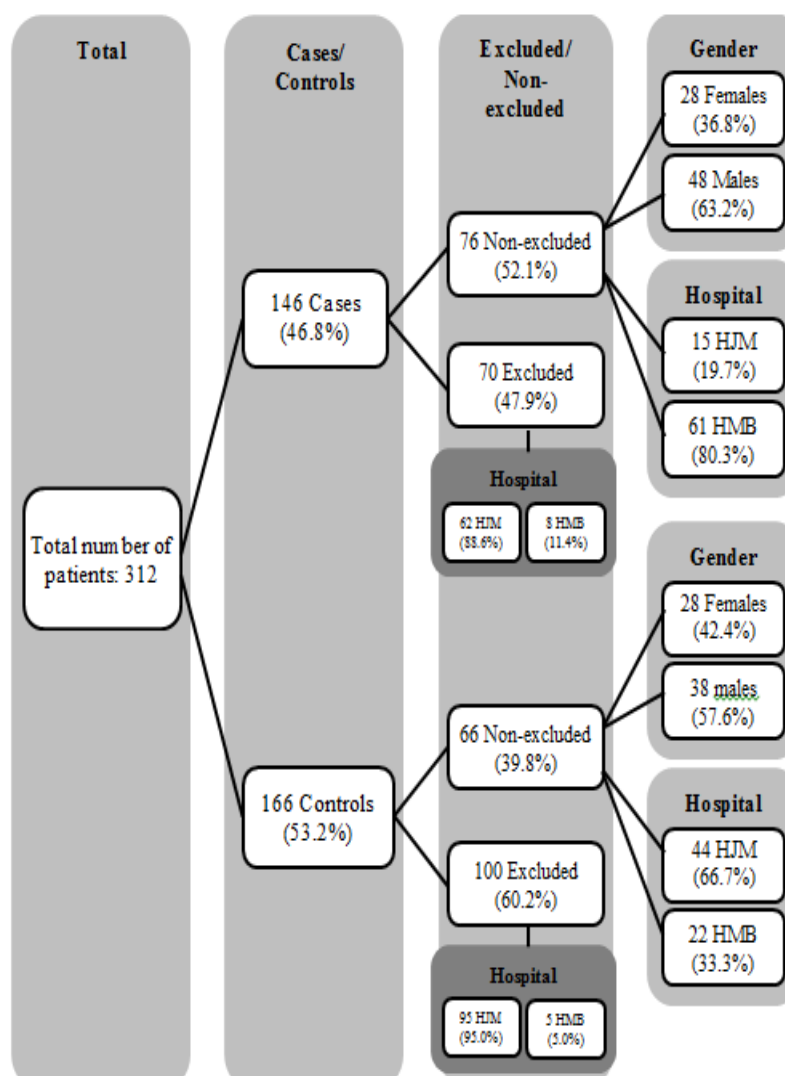 Total
Cases/
Controls
Excluded/
Non-
excluded
Gender
28 Females
(36.8%)
48 Males
(63.2%)
76 Non-excluded
(52.1%)
Hospital
146 Cases
(46.8%)
15 HJM
(19.7%)
70 Excluded
(47.9%)
61 HMB
(80.3%)
Hospital
62 HJM
(88.6%)
8 HMB
(11.4%)
Total number of
patients: 312
Gender
28 Females
(42.4%)
38 males
(57.6%)
66 Non-excluded
(39.8%)
166 Controls
(53.2%)
Hospital
44 HJM
(66.7%)
100 Excluded
(60.2%)
22 HMB
(33.3%)
Hospital
95 HJM
(95.0%)
5 HMB
(5.0%)